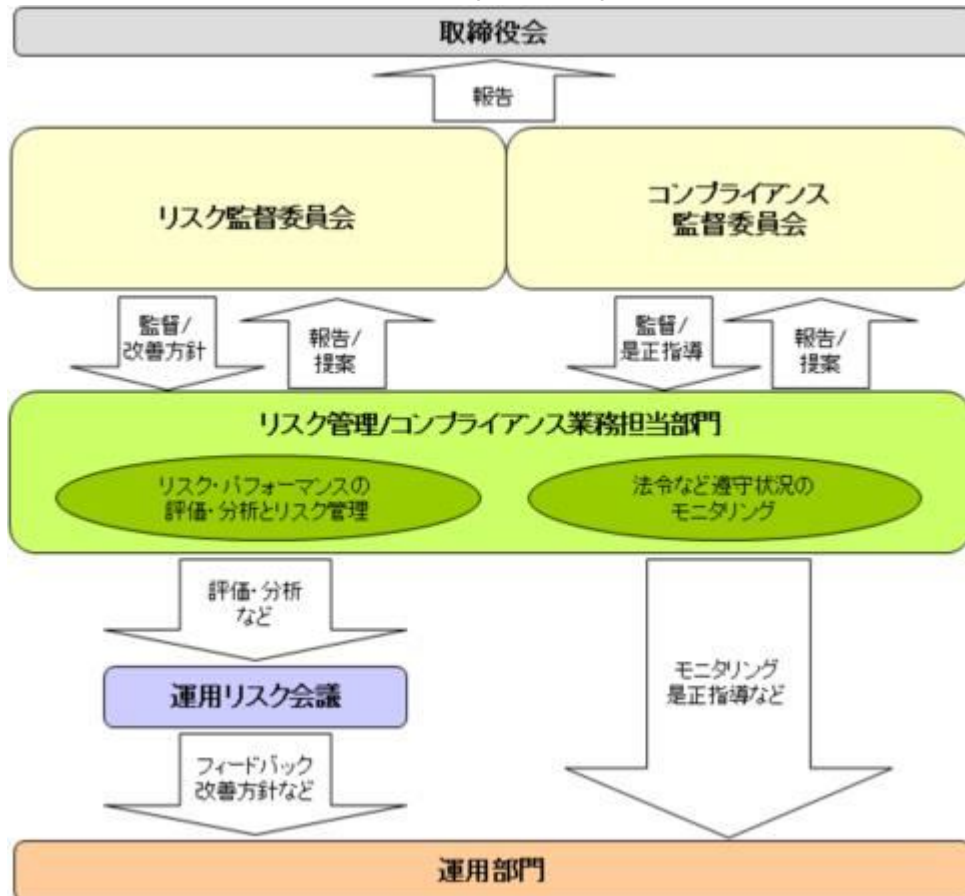 取締役会
報告
リスク監督委員会
コンプライアンス
監督委員会
監督/
改善方針
報告/
提案
監督/
是正指導
報告/
提案
リスク管理/コンプライアンス業務担当部門
リスク・パフォーマンスの
評価・分析とリスク管理
法令など遵守状況の
モニタリング
評価・分析
など
運用リスク会議
モニタリング
是正指導など
フィードバック
改善方針など
運用部門